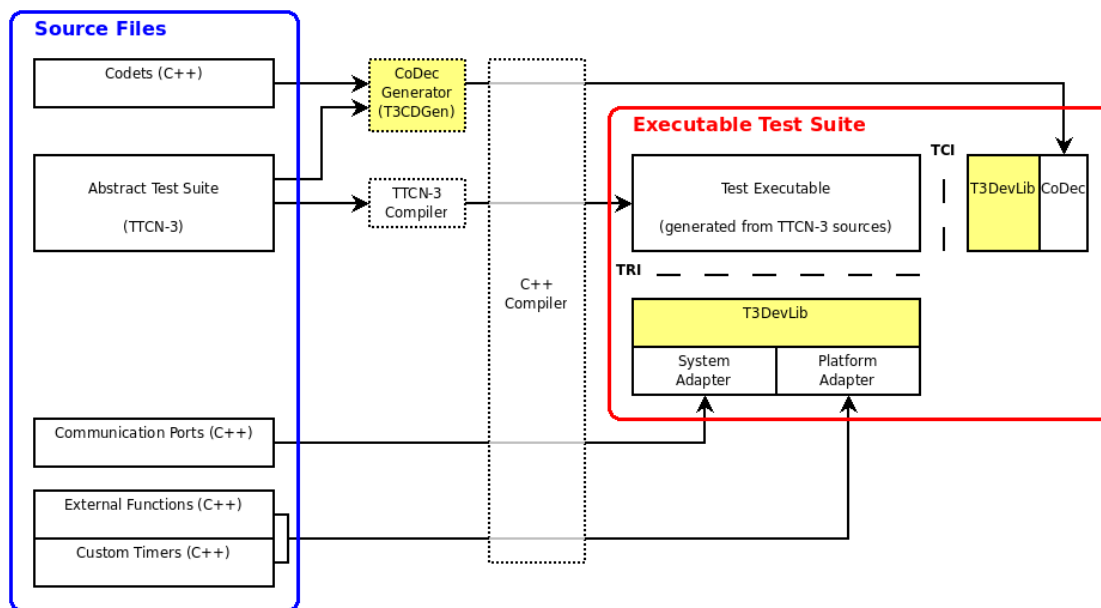 Source Files
Codets (C++)
CoDec
Generator
(T3CDGen)
Executable Test Suite
TCI
Abstract Test Suite
(TTCN-3)
TTCN-3
Compiler
Test Executable
(generated from TTCN-3 sources)
T3DevLib
CoDec
TRI
C++
Compiler
T3DevLib
System
Adapter
Platform
Adapter
Communication Ports (C++)
External Functions (C++)
Custom Timers (C++)